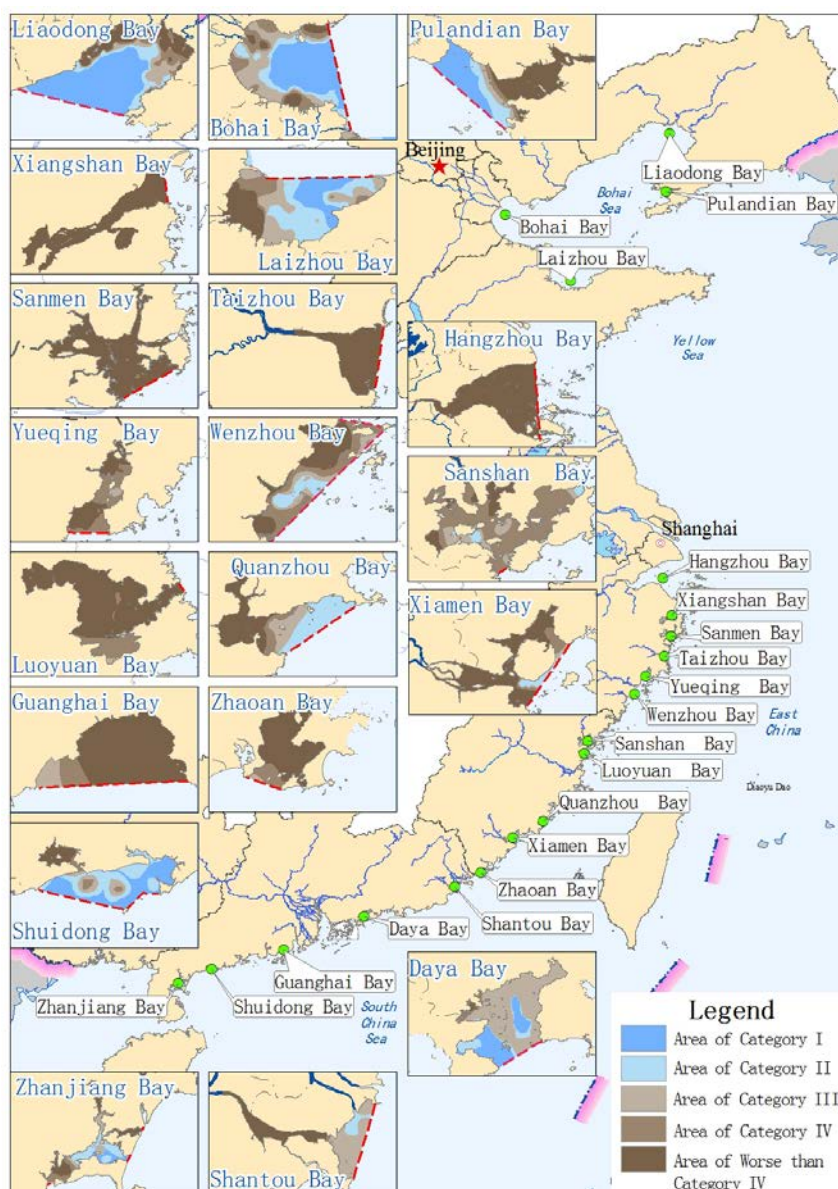 Liaodong Bay
Bohai Bay
Pulandian Bay
Xiangshan Bay
Laizhou Bay
Sanmen Bay
Taizhou Bay
Hangzhou Bay
Yueqing Bay
Wenzhou Bay
Sanshan Bay
Luoyuan Bay
Quanzhou Bay
Xiamen Bay
Guanghai Bay
Zhaoan Bay
Shuidong Bay
Daya Bay
Zhanjiang Bay
Shantou Bay
Beijing
Liaodong Bay
Bohai
Sea
Pulandian Bay
Bohai Bay
Laizhou Bay
Yellow
Sea
Shanghai
Hangzhou Bay
Xiangshan Bay
Sanmen Bay
Taizhou Bay
Yueqing Bay
Wenzhou Bay
East
China
Sanshan Bay
Luoyuan Bay
Diaoyu Dao
Quanzhou Bay
Xiamen Bay
Zhaoan Bay
Shantou Bay
Daya Bay
Guanghai Bay
Shuidong Bay
Zhanjiang Bay
South
China
Sea
Legend
Area of Category I
Area of Category II
Area of Category III
Area of Category IV
Area of Worse than
Category IV